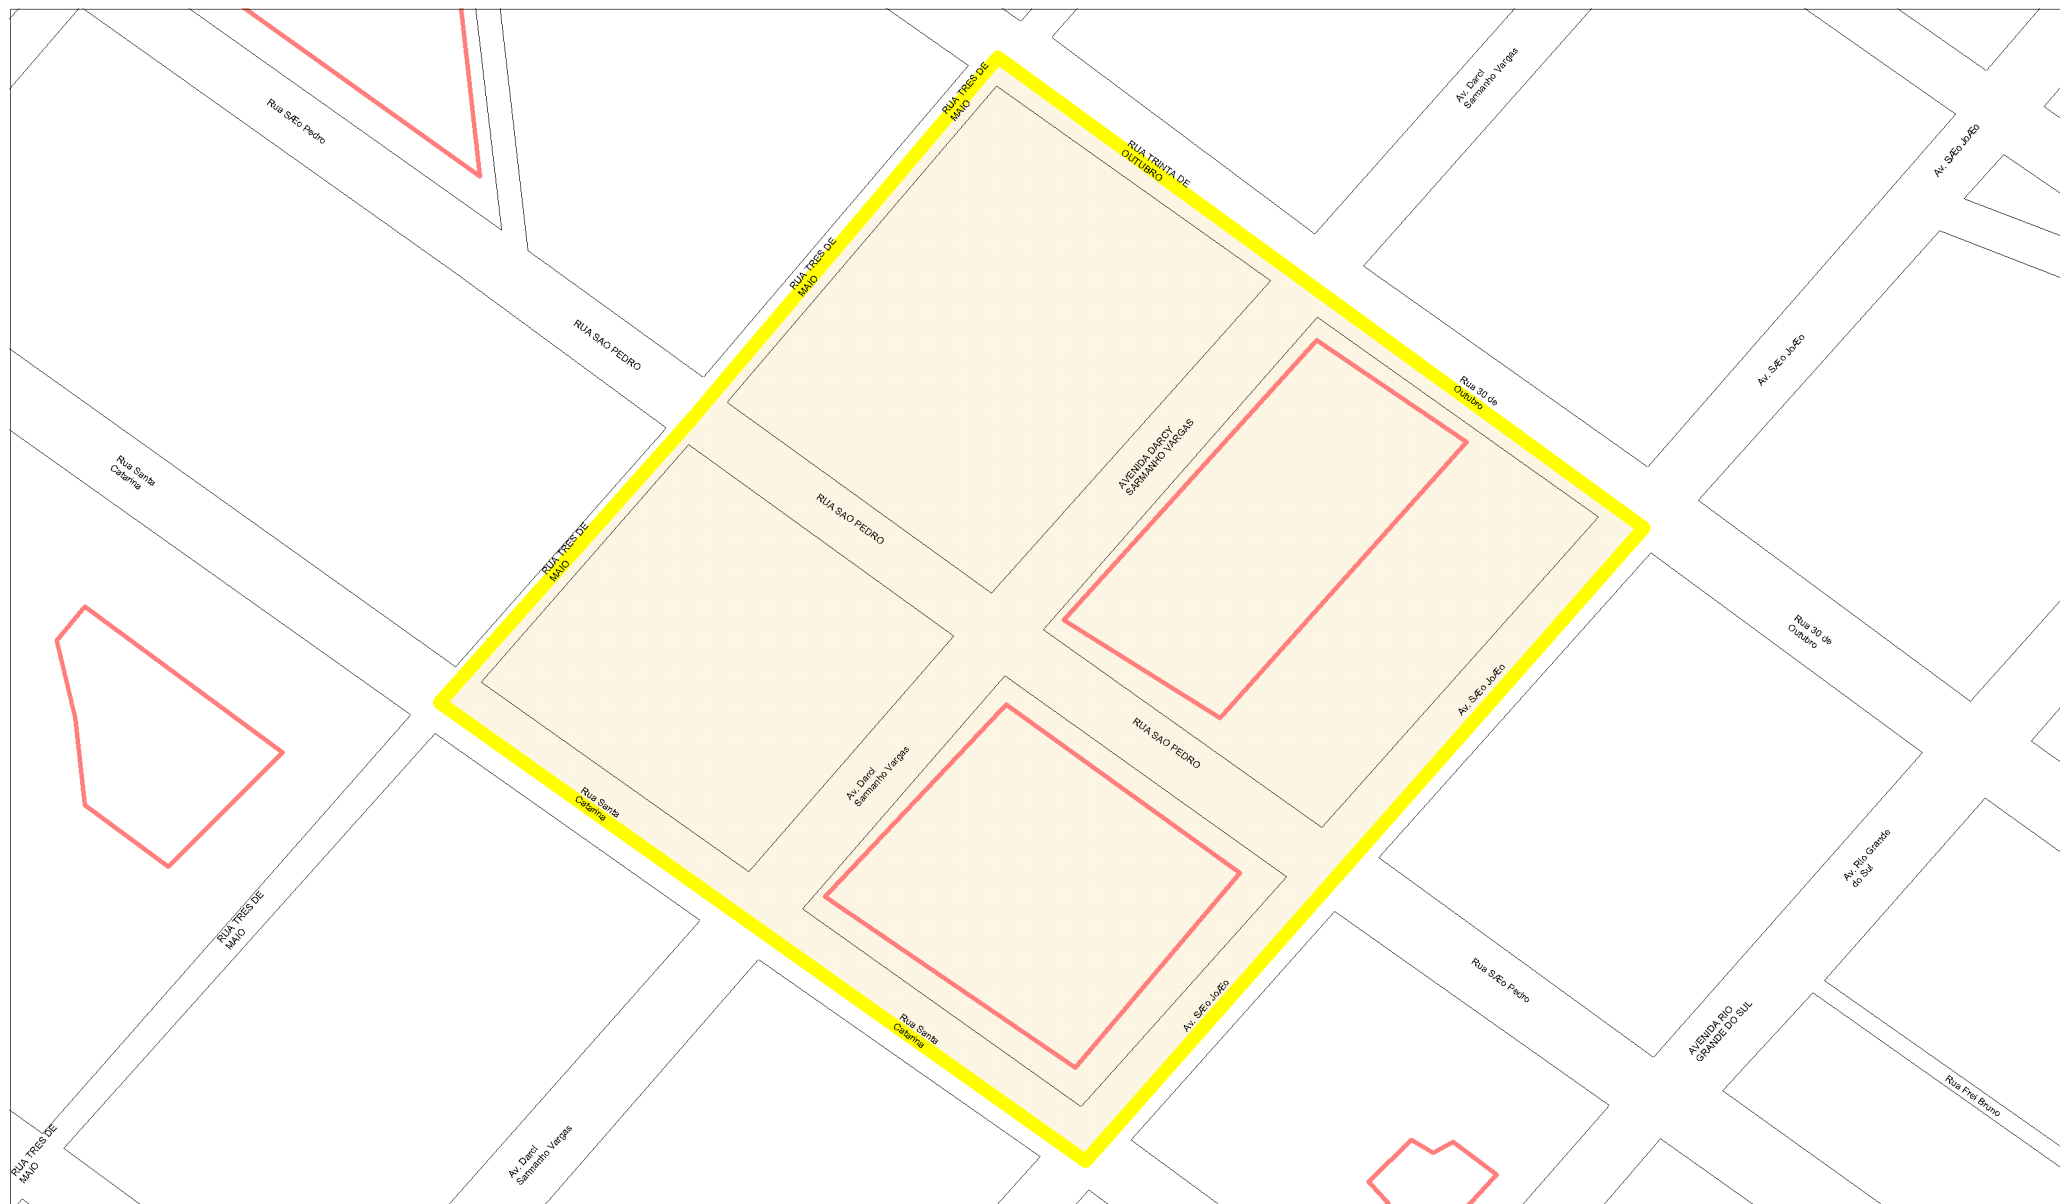 RUA TRES DE
MAIO
Av. Darci
Sarmanho Vargas
Rua SÆo Pedro
RUA TRINTA DE
OUTUBRO
Av. SÆo JoÆo
RUA TRES DE
MAIO
RUA SAO PEDRO
Av. SÆo JoÆo
Rua 30 de
Outubro
AVENIDA DARCY
SARMANHO VARGAS
Rua Santa
Catarina
RUA SAO PEDRO
RUA TRES DE
MAIO
Rua 30 de
Outubro
Av. SÆo JoÆo
RUA SAO PEDRO
Av. Darci
Sarmanho Vargas
Rua Santa
Catarina
Av. Rio Grande
do Sul
RUA TRES DE
MAIO
Rua SÆo Pedro
Av. SÆo JoÆo
Rua Santa
Catarina
AVENIDA RIO
GRANDE DO SUL
Rua Frei Bruno
RUA TRES DE
MAIO
Av. Darci
Sarmanho Vargas